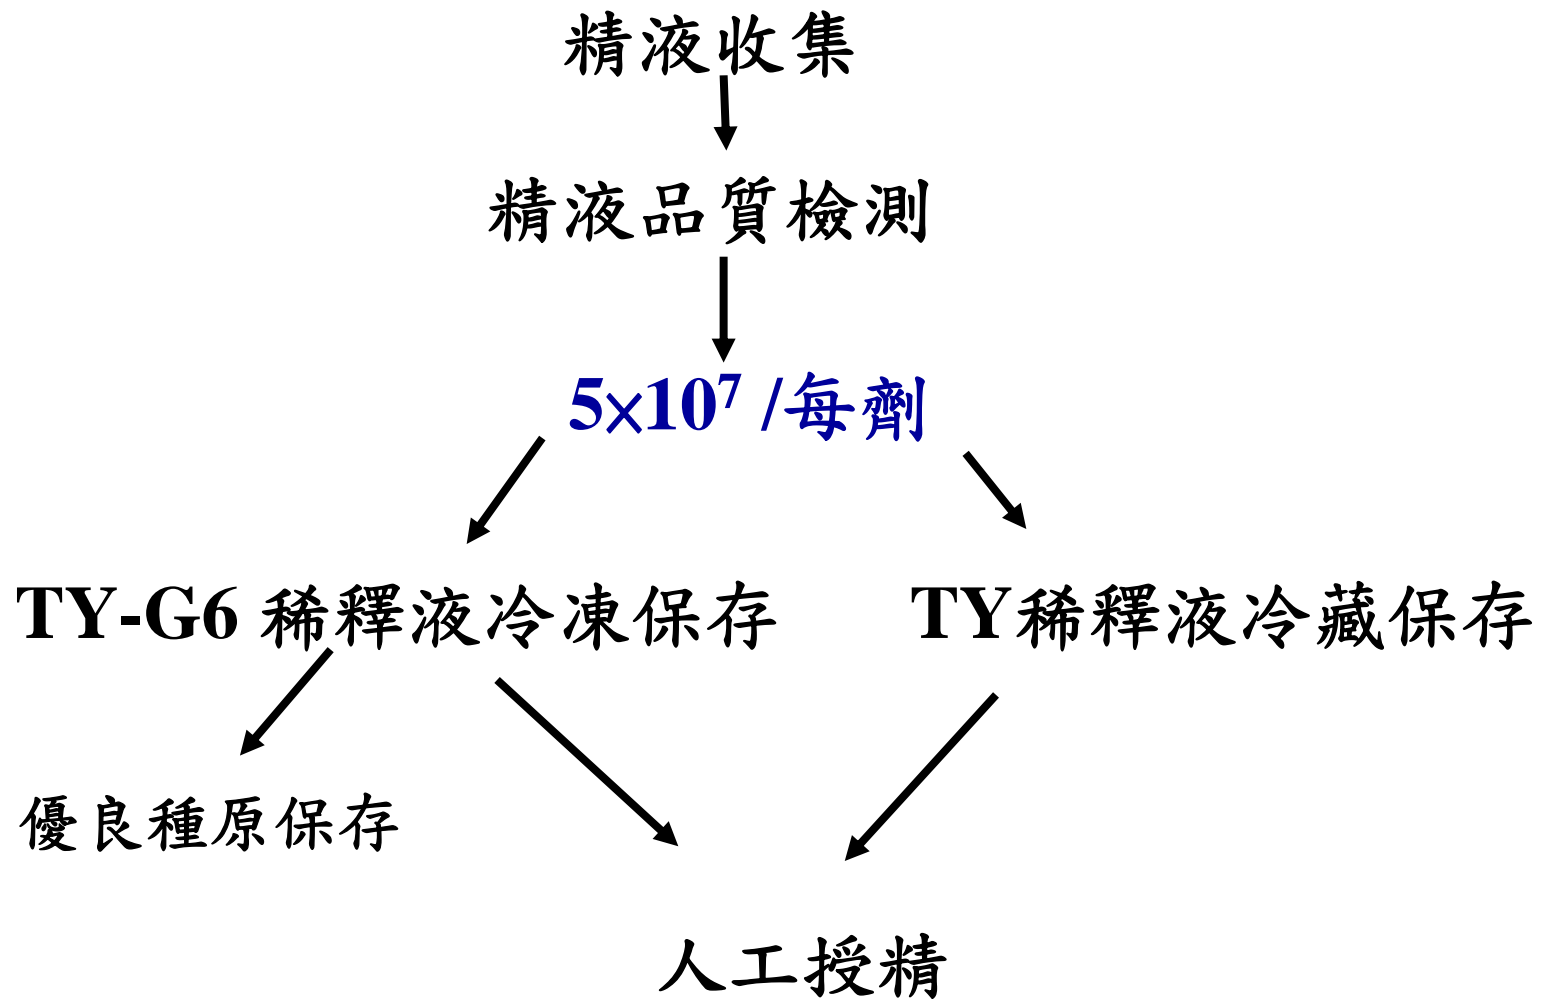 精液收集
精液品質檢測
5×10⁷ /每劑
TY-G6 稀釋液冷凍保存
TY稀釋液冷藏保存
優良種原保存
人工授精